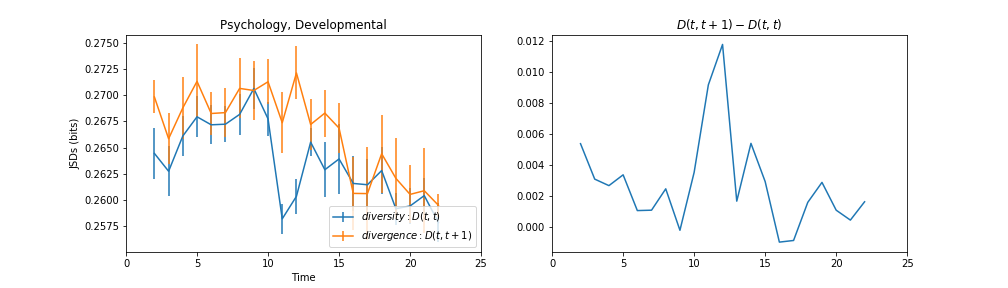 Psychology, Developmental
JSDs (bits)
0.2750
0.2725
0.2700
0.2675
0.2650
0.2625
0.2600
0.2575
0 5 10 15 20 25
Time
diversity : D(t, t)
divergence : D(t, t + 1)
D(t, t + 1) − D(t, t)
0.012
0.010
0.008
0.006
0.004
0.002
0.000
0 5 10 15 20 25